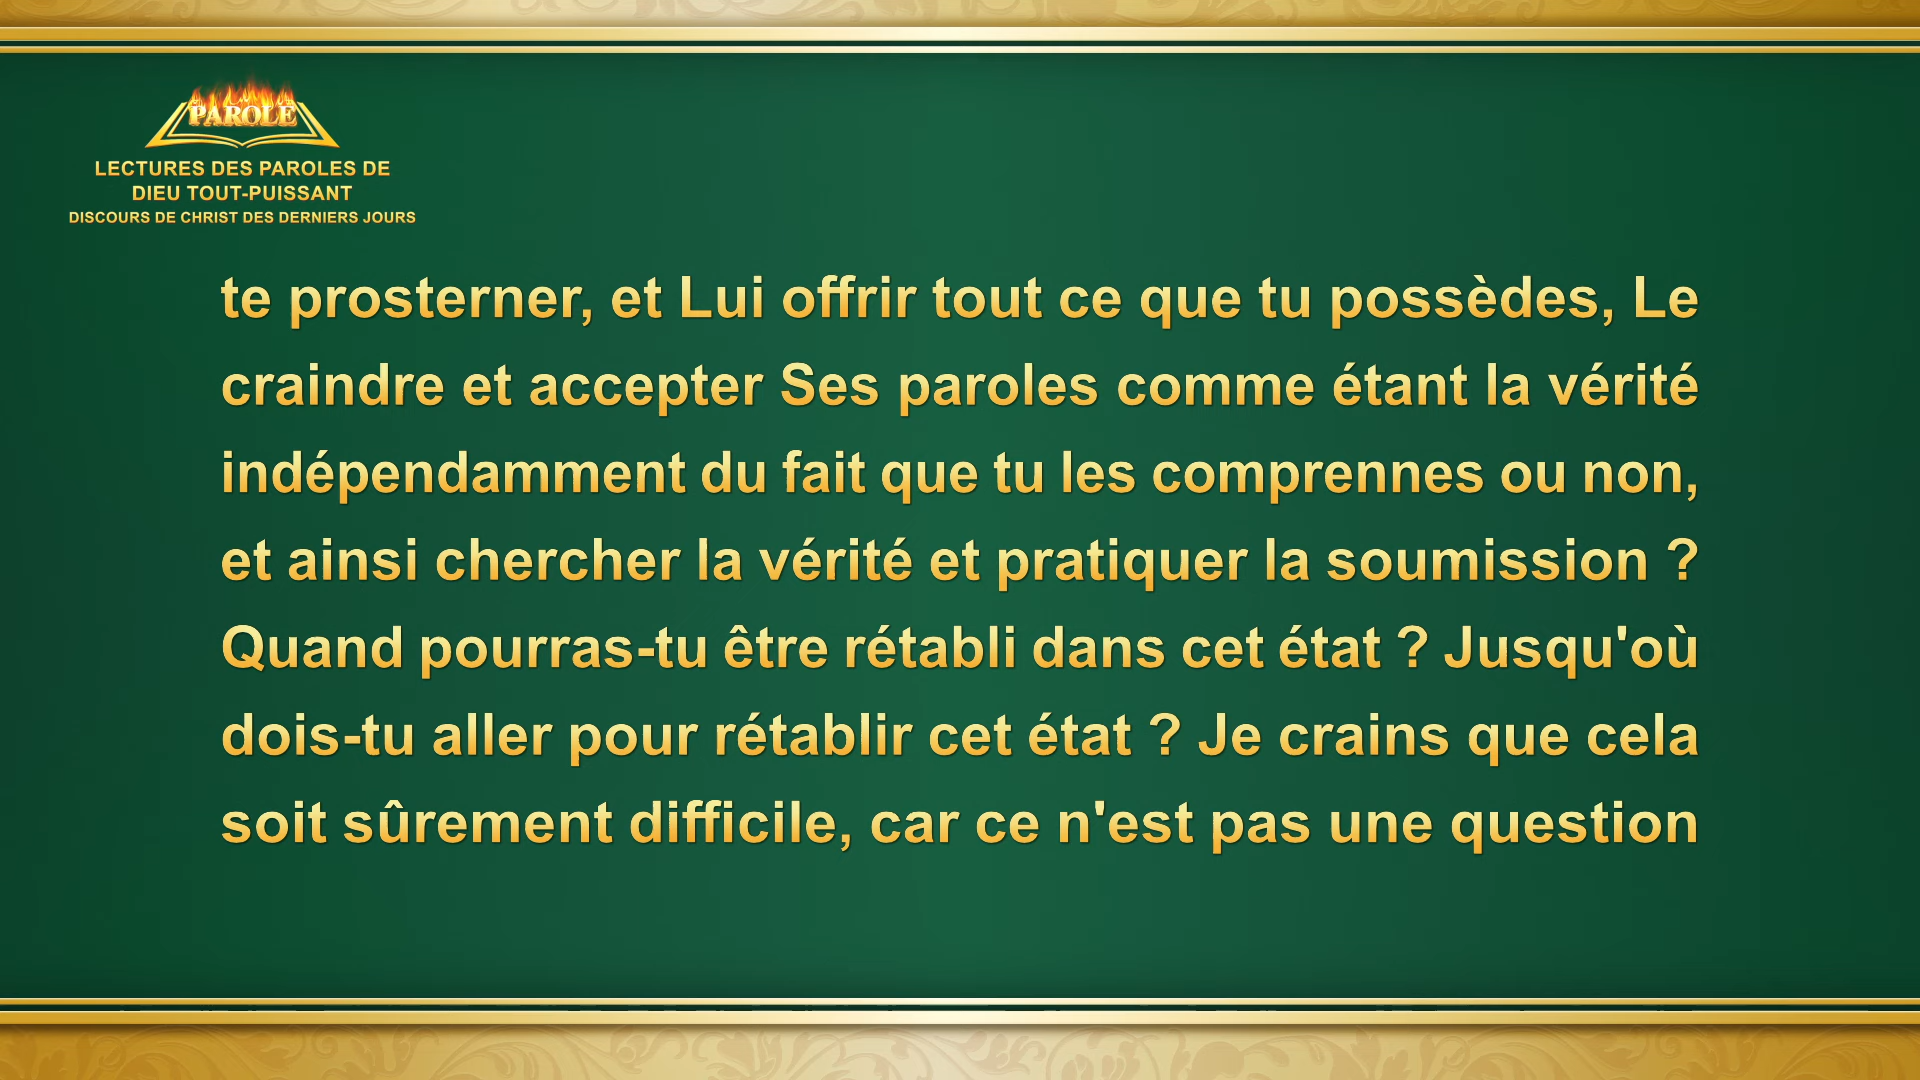 PAROLE
LECTURES DES PAROLES DE
DIEU TOUT-PUISSANT
DISCOURS DE CHRIST DES DERNIERS JOURS
te prosterner, et Lui offrir tout ce que tu possèdes, Le
craindre et accepter Ses paroles comme étant la vérité
indépendamment du fait que tu les comprennes ou non,
et ainsi chercher la vérité et pratiquer la soumission ?
Quand pourras-tu être rétabli dans cet état ? Jusqu'où
dois-tu aller pour rétablir cet état ? Je crains que cela
soit sûrement difficile, car ce n'est pas une question